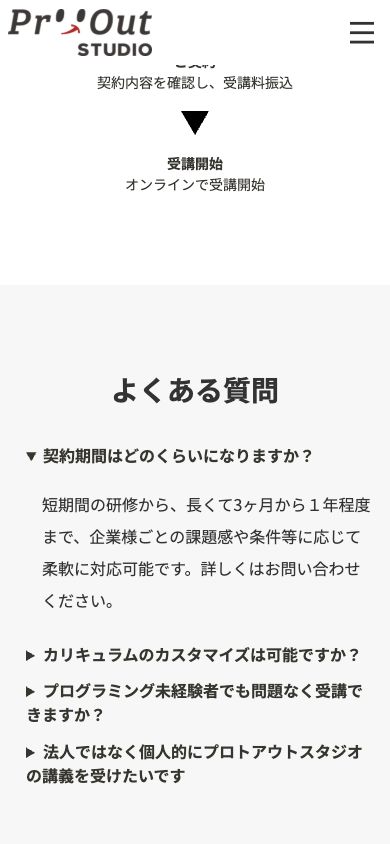 STUDIO
契約内容を確認し、受講料振込
受講開始
オンラインで受講開始
よくある質問
▼ 契約期間はどのくらいになりますか？
短期間の研修から、長くて3ヶ月から１年程度
まで、企業様ごとの課題感や条件等に応じて
柔軟に対応可能です。詳しくはお問い合わせ
ください。
▶ カリキュラムのカスタマイズは可能ですか？
▶ プログラミング未経験者でも問題なく受講で
きますか？
▶ 法人ではなく個人的にプロトアウトスタジオ
の講義を受けたいです